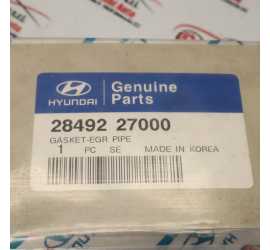 HYUNDAI
Genuine
Parts
28492 27000
GASKET-EGR PIPE
1 PC SE MADE IN KOREA